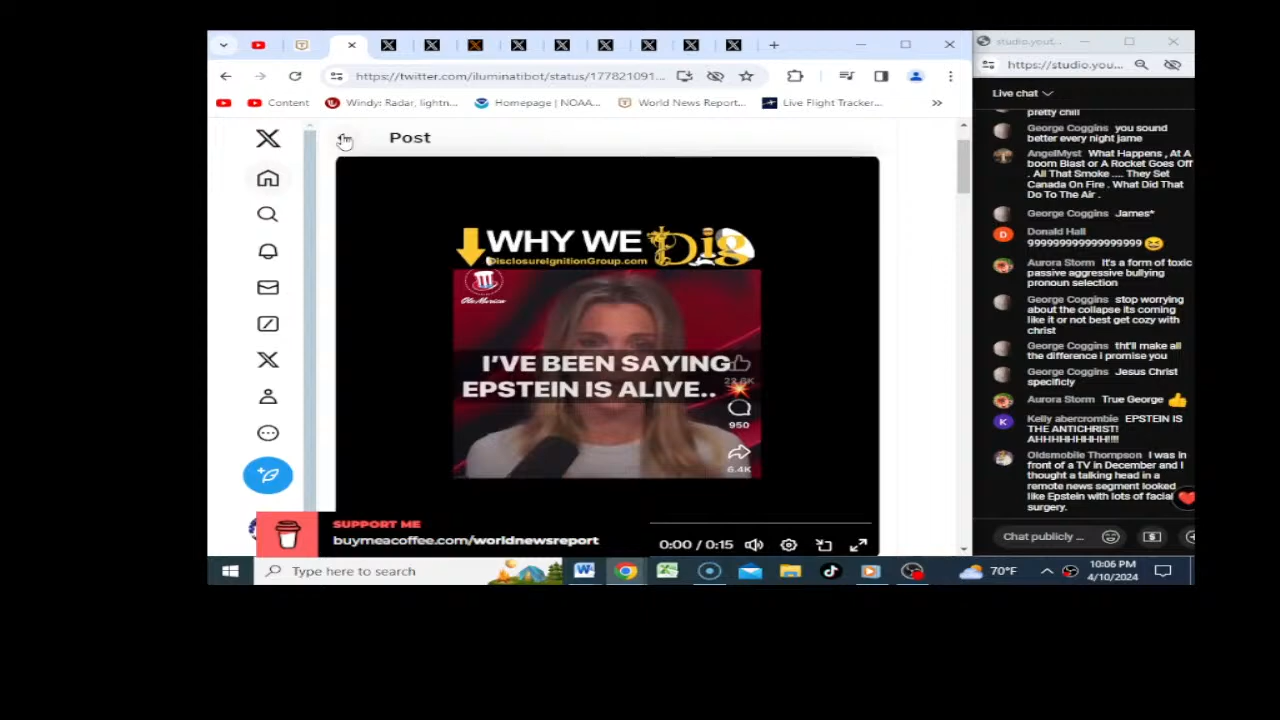 https://twitter.com/iluminatibot/status/177821091...
Content
Windy: Radar, lightn...
Homepage | NOAA...
World News Report...
Live Flight Tracker...
»
Post
WHY WE Dig
DisclosureIgnitionGroup.com
OleMurica
I'VE BEEN SAYING
EPSTEIN IS ALIVE..
950
6.4K
SUPPORT ME
buymeacoffee.com/worldnewsreport
0:00 / 0:15
Type here to search
70°F
10:06 PM
4/10/2024
studio.yout...
https://studio.you...
Live chat
pretty chill
George Coggins you sound
better every night jame
AngelMyst What Happens , At A
boom Blast or A Rocket Goes Off
. All That Smoke .... They Set
Canada On Fire . What Did That
Do To The Air .
George Coggins James*
Donald Hall
9999999999999999999
Aurora Storm It's a form of toxic
passive aggressive bullying
pronoun selection
George Coggins stop worrying
about the collapse its coming
like it or not best get cozy with
christ
George Coggins tht'll make all
the difference i promise you
George Coggins Jesus Christ
specificly
Aurora Storm True George
K Kelly abercrombie EPSTEIN IS
THE ANTICHRIST!
AHHHHHHHHH!!!!
Oldsmobile Thompson I was in
front of a TV in December and I
thought a talking head in a
remote news segment looked
like Epstein with lots of facial
surgery.
Chat publicly ...